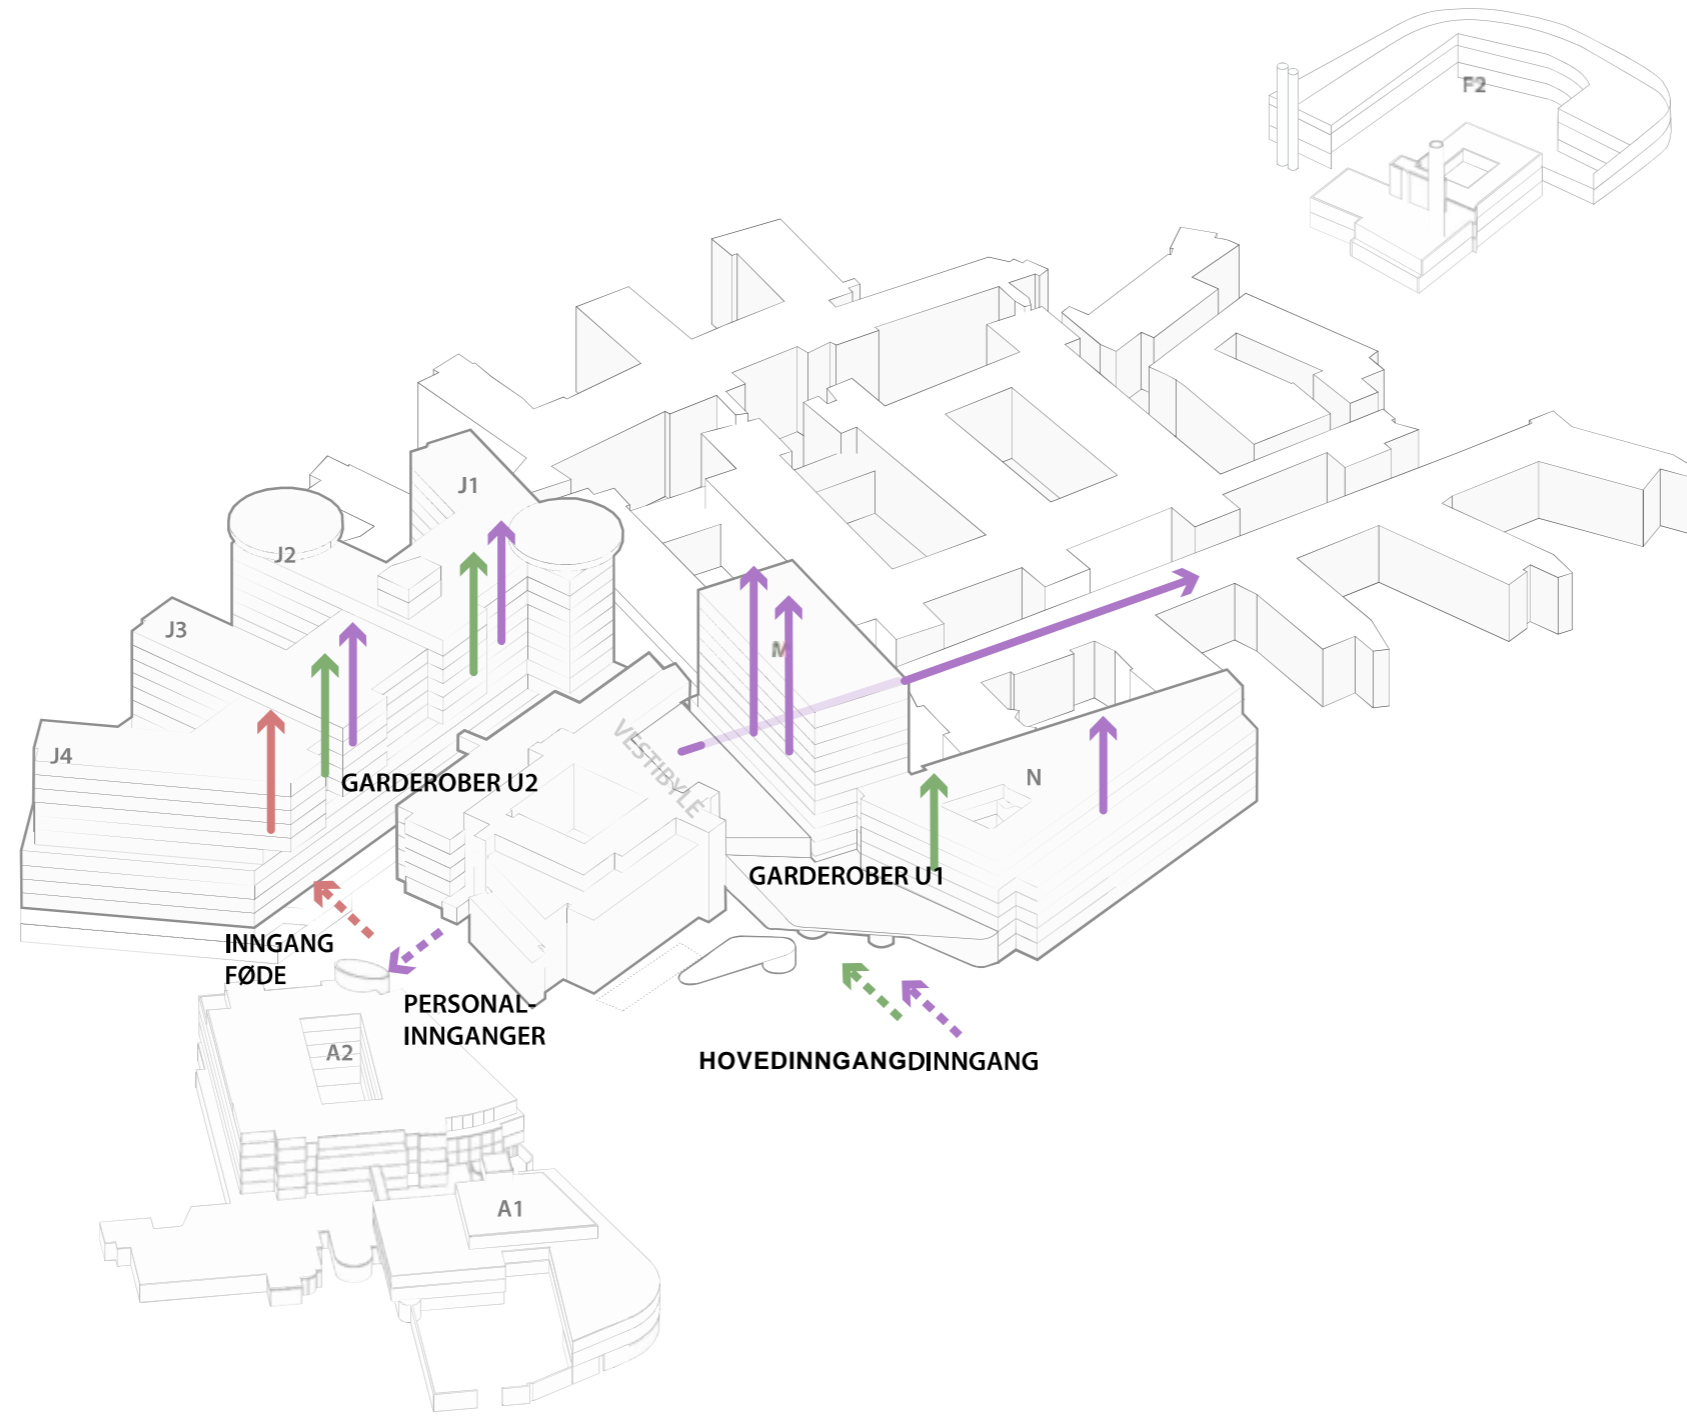 F2
J1
J2
J3
M
J4
VESTIBYLE
N
GARDEROBER U2
GARDEROBER U1
INNGANG
FØDE
PERSONAL-
INNGANGER
A2
HOVEDINNGANGDINNGANG
A1